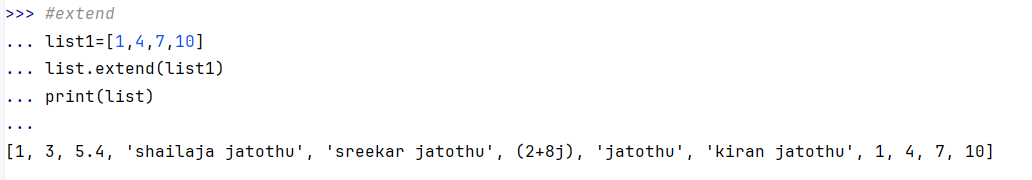 >>> #extend
... list1=[1,4,7,10]
... list.extend(list1)
... print(list)
...
[1, 3, 5.4, 'shailaja jatothu', 'sreekar jatothu', (2+8j), 'jatothu', 'kiran jatothu', 1, 4, 7, 10]